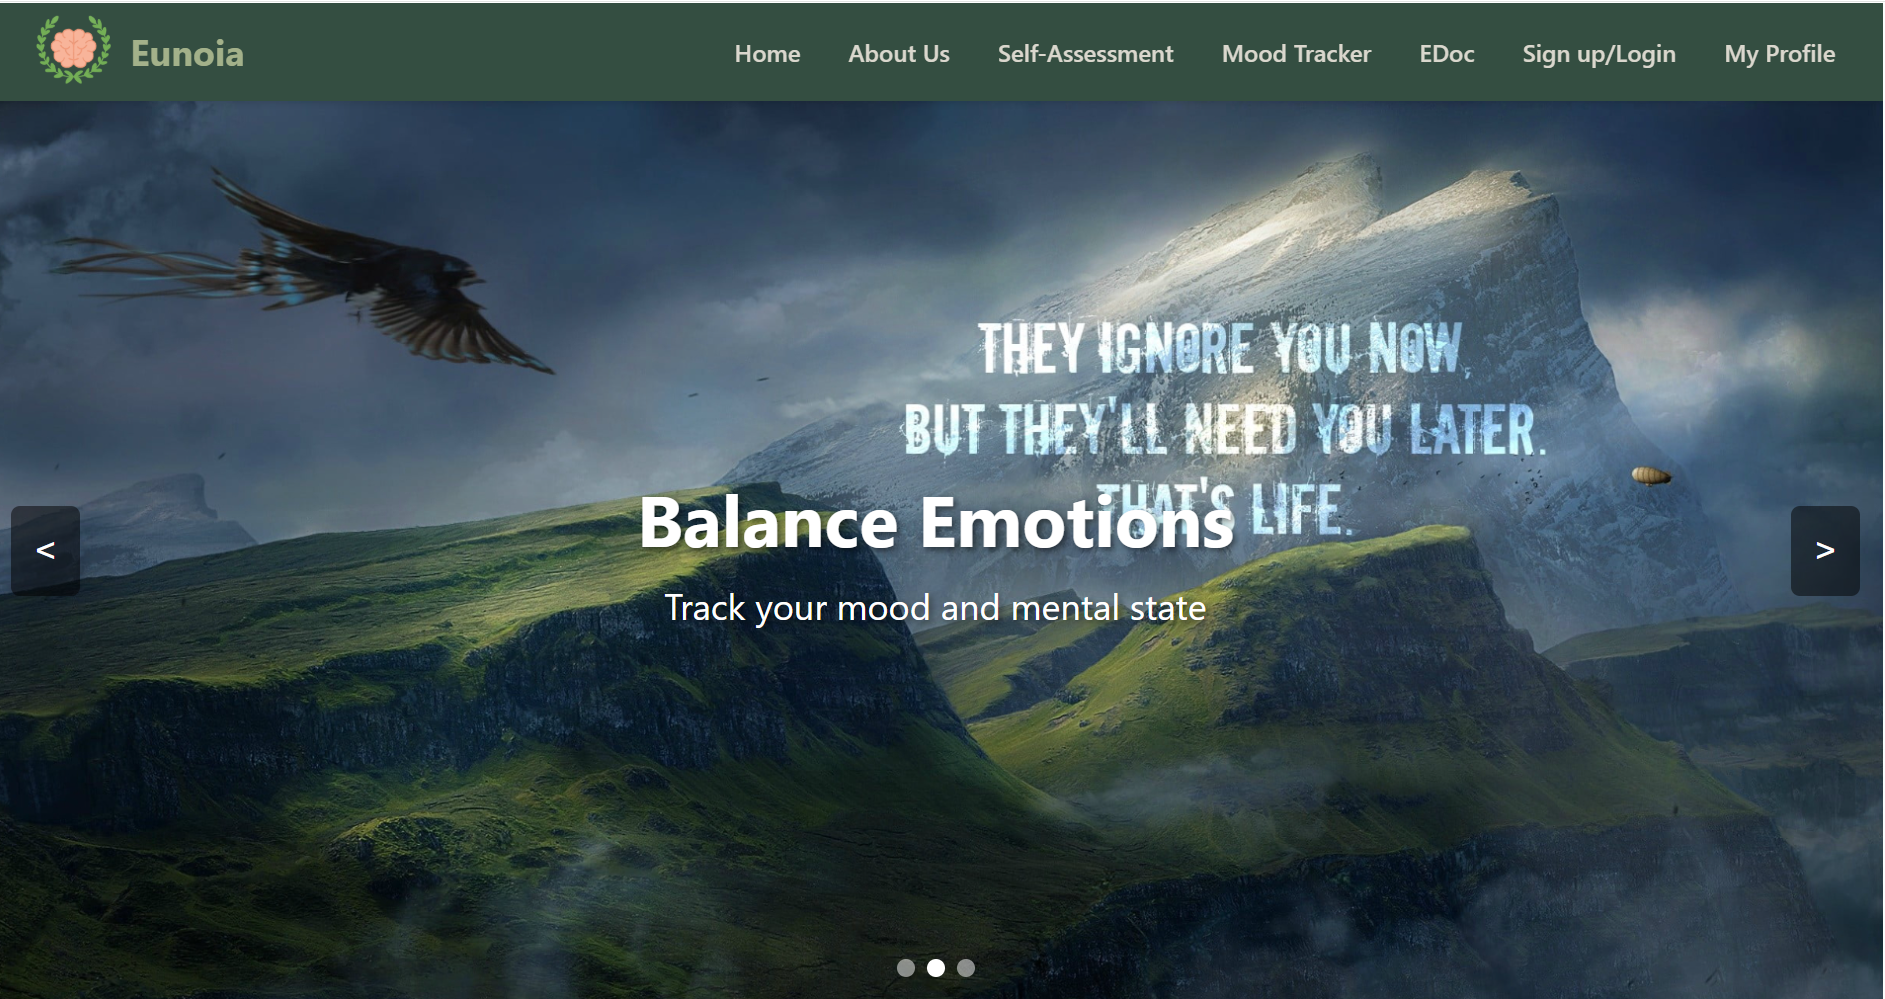 Eunoia
Home About Us Self-Assessment Mood Tracker EDoc Sign up/Login My Profile
THEY IGNORE YOU NOW,
BUT THEY'LL NEED YOU LATER.
THAT'S LIFE.
Balance Emotions
Track your mood and mental state
<
>